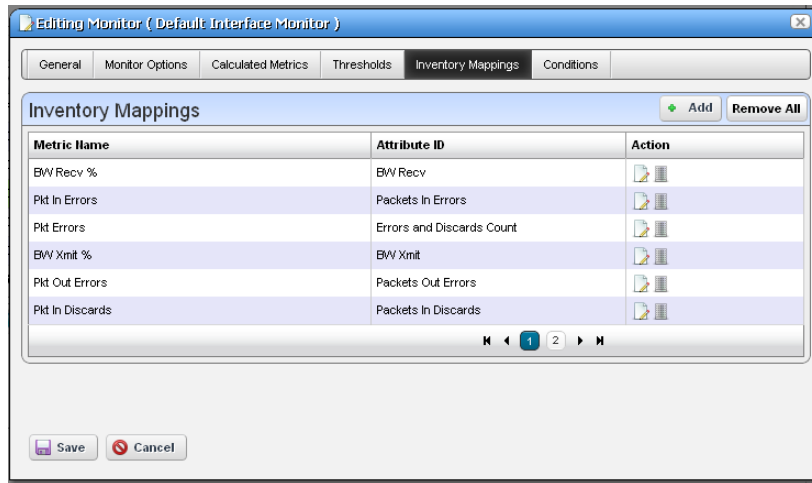 Editing Monitor ( Default Interface Monitor )
General Monitor Options Calculated Metrics Thresholds Inventory Mappings Conditions
Inventory Mappings Add Remove All
Metric Name Attribute ID Action
BW Recv % BW Recv
Pkt In Errors Packets In Errors
Pkt Errors Errors and Discards Count
BW Xmit % BW Xmit
Pkt Out Errors Packets Out Errors
Pkt In Discards Packets In Discards
1 2
Save Cancel